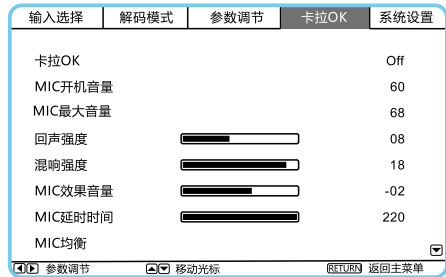 输入选择 解码模式 参数调节 卡拉OK 系统设置
卡拉OK Off
MIC开机音量 60
MIC最大音量 68
回声强度 08
混响强度 18
MIC效果音量 -02
MIC延时时间 220
MIC均衡
参数调节 移动光标 RETURN 返回主菜单